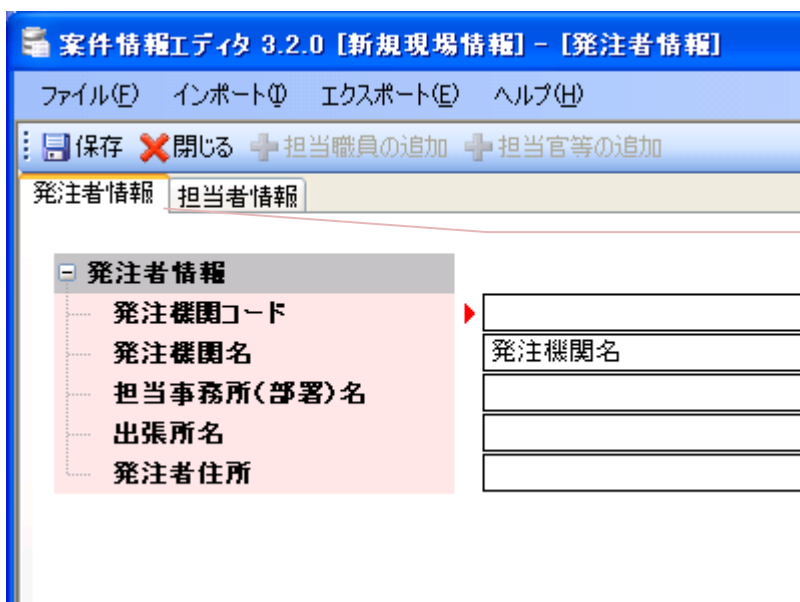 案件情報エディタ 3.2.0 [新規現場情報] - [発注者情報]
ファイル(F) インポート(I) エクスポート(E) ヘルプ(H)
保存 閉じる 担当職員の追加 担当官等の追加
発注者情報 担当者情報
発注者情報
発注機関コード
発注機関名 発注機関名
担当事務所(部署)名
出張所名
発注者住所